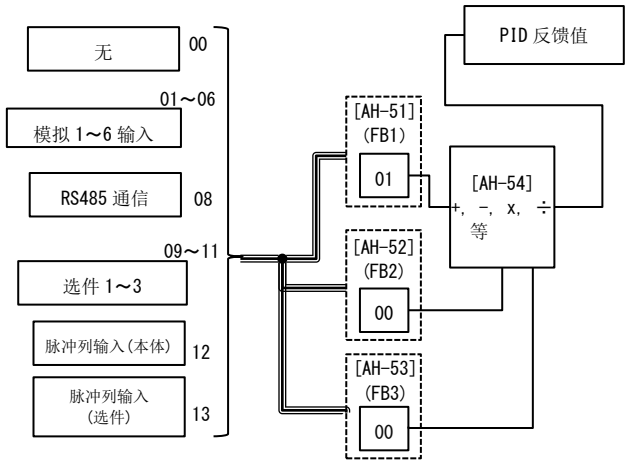 无
00
01～06
模拟 1～6 输入
RS485 通信
08
09～11
选件 1～3
脉冲列输入(本体)
12
脉冲列输入
(选件)
13
[AH-51]
(FB1)
01
[AH-52]
(FB2)
00
[AH-53]
(FB3)
00
[AH-54]
+, -, x, ÷
等
PID 反馈值